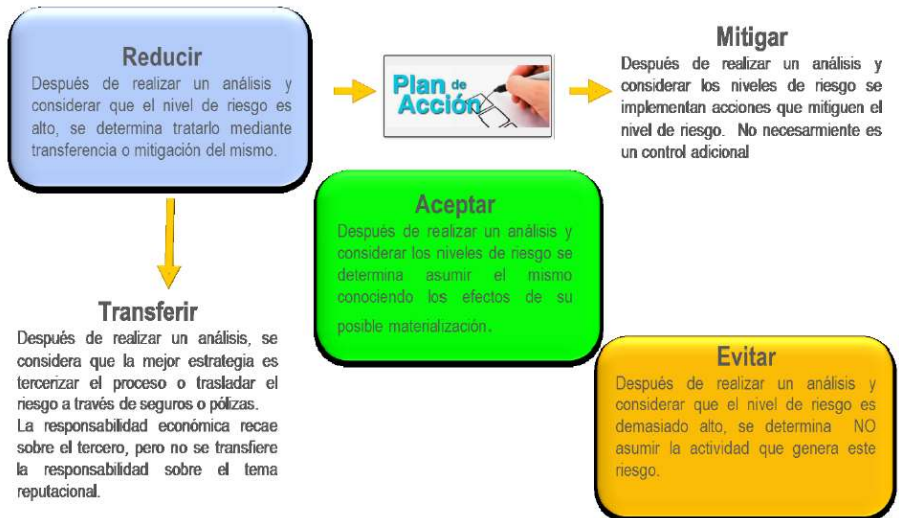 Reducir
Después de realizar un análisis y
considerar que el nivel de riesgo es
alto, se determina tratarlo mediante
transferencia o mitigación del mismo.
Plan de
Acción
Mitigar
Después de realizar un análisis y
considerar los niveles de riesgo se
implementan acciones que mitiguen el
nivel de riesgo. No necesarmiente es
un control adicional
Aceptar
Después de realizar un análisis y
considerar los niveles de riesgo se
determina asumir el mismo
conociendo los efectos de su
posible materialización.
Transferir
Después de realizar un análisis, se
considera que la mejor estrategia es
tercerizar el proceso o trasladar el
riesgo a través de seguros o pólizas.
La responsabilidad económica recae
sobre el tercero, pero no se transfiere
la responsabilidad sobre el tema
reputacional.
Evitar
Después de realizar un análisis y
considerar que el nivel de riesgo es
demasiado alto, se determina NO
asumir la actividad que genera este
riesgo.